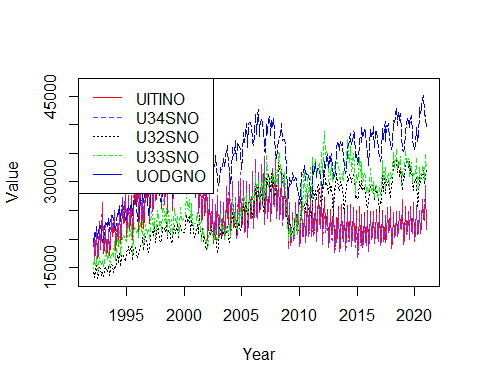 45000
30000
15000
Value
UITINO
U34SNO
U32SNO
U33SNO
UODGNO
1995
2000
2005
2010
2015
2020
Year